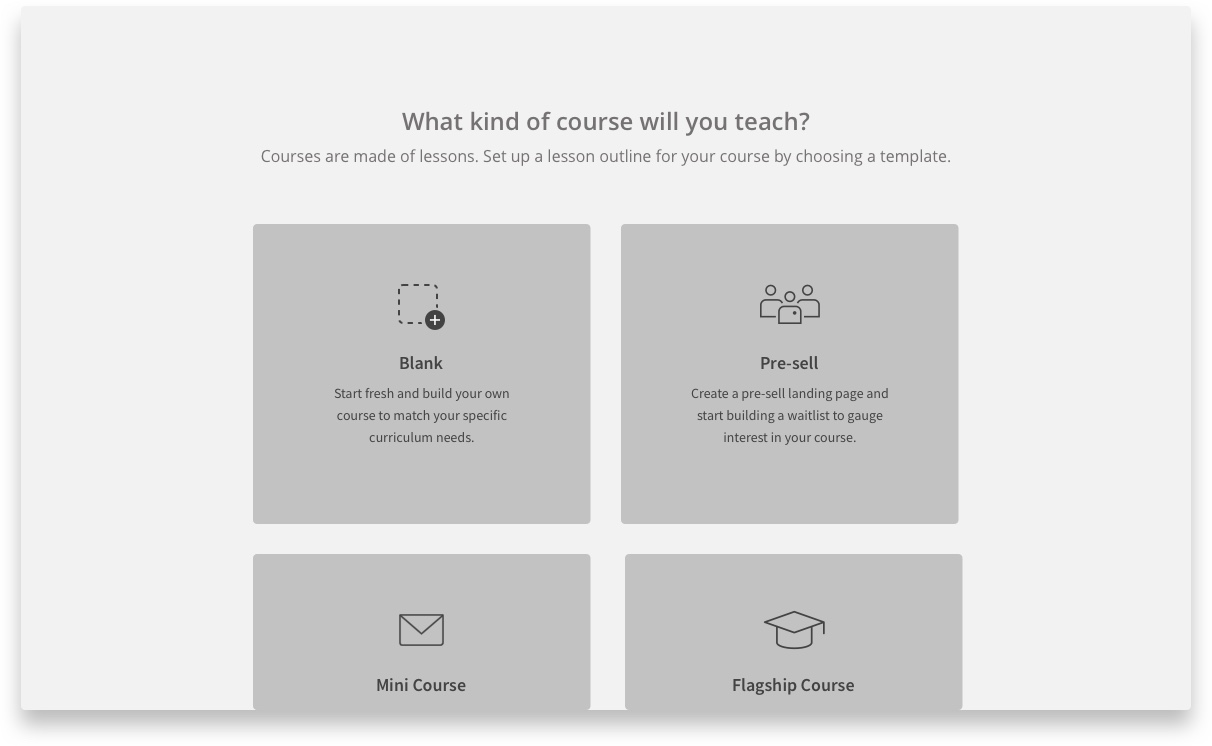 What kind of course will you teach?
Courses are made of lessons. Set up a lesson outline for your course by choosing a template.
Blank
Start fresh and build your own
course to match your specific
curriculum needs.
Pre-sell
Create a pre-sell landing page and
start building a waitlist to gauge
interest in your course.
Mini Course
Flagship Course